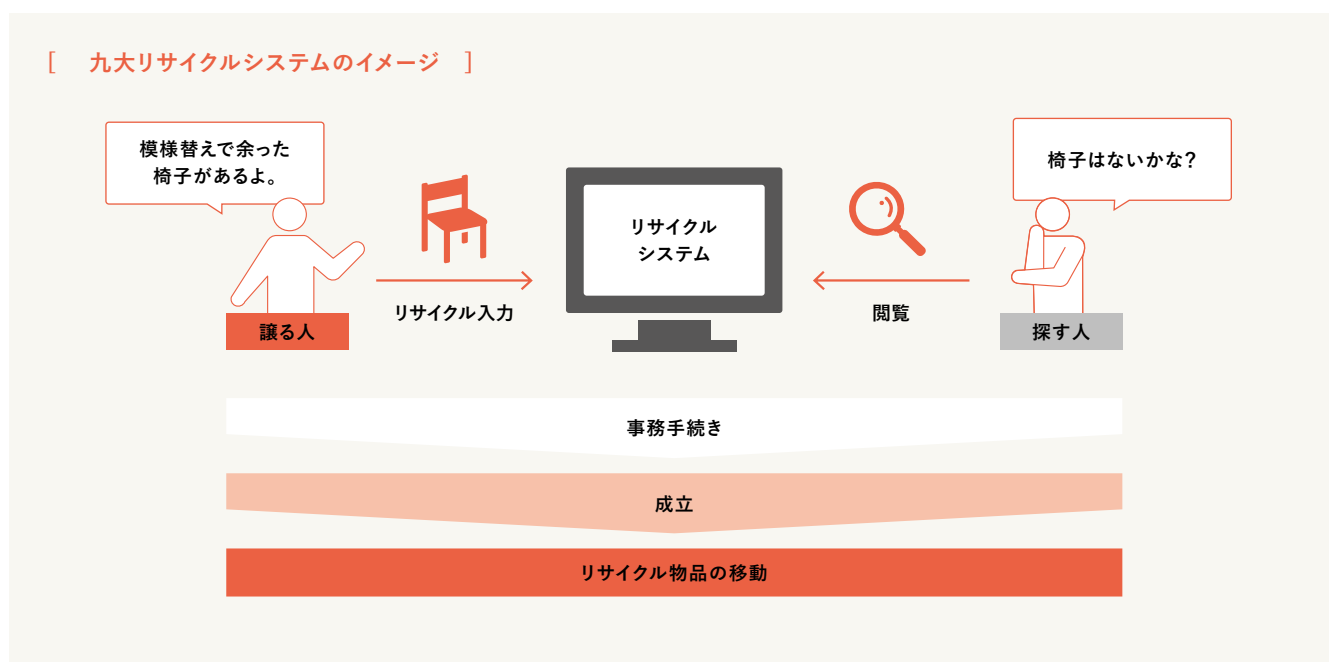 [ 九大リサイクルシステムのイメージ ]
模様替えで余った
椅子があるよ。
椅子はないかな?
リサイクル
システム
リサイクル入力
閲覧
譲る人
探す人
事務手続き
成立
リサイクル物品の移動